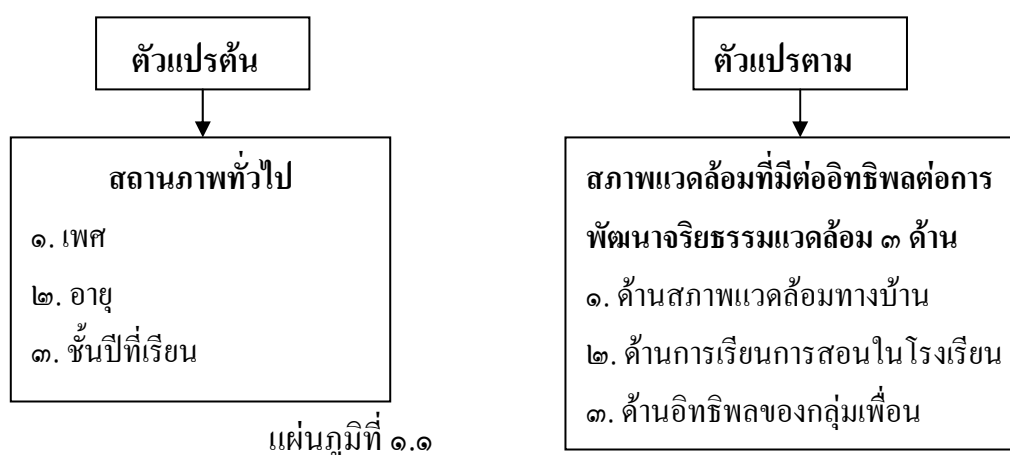 ตัวแปรต้น
สถานภาพทั่วไป
๑. เพศ
๒. อายุ
๓. ชั้นปีที่เรียน
ตัวแปรตาม
สภาพแวดล้อมที่มีต่ออิทธิพลต่อการ
พัฒนาจริยธรรมแวดล้อม ๓ ด้าน
๑. ด้านสภาพแวดล้อมทางบ้าน
๒. ด้านการเรียนการสอนในโรงเรียน
๓. ด้านอิทธิพลของกลุ่มเพื่อน
แผ่นภูมิที่ ๑.๑